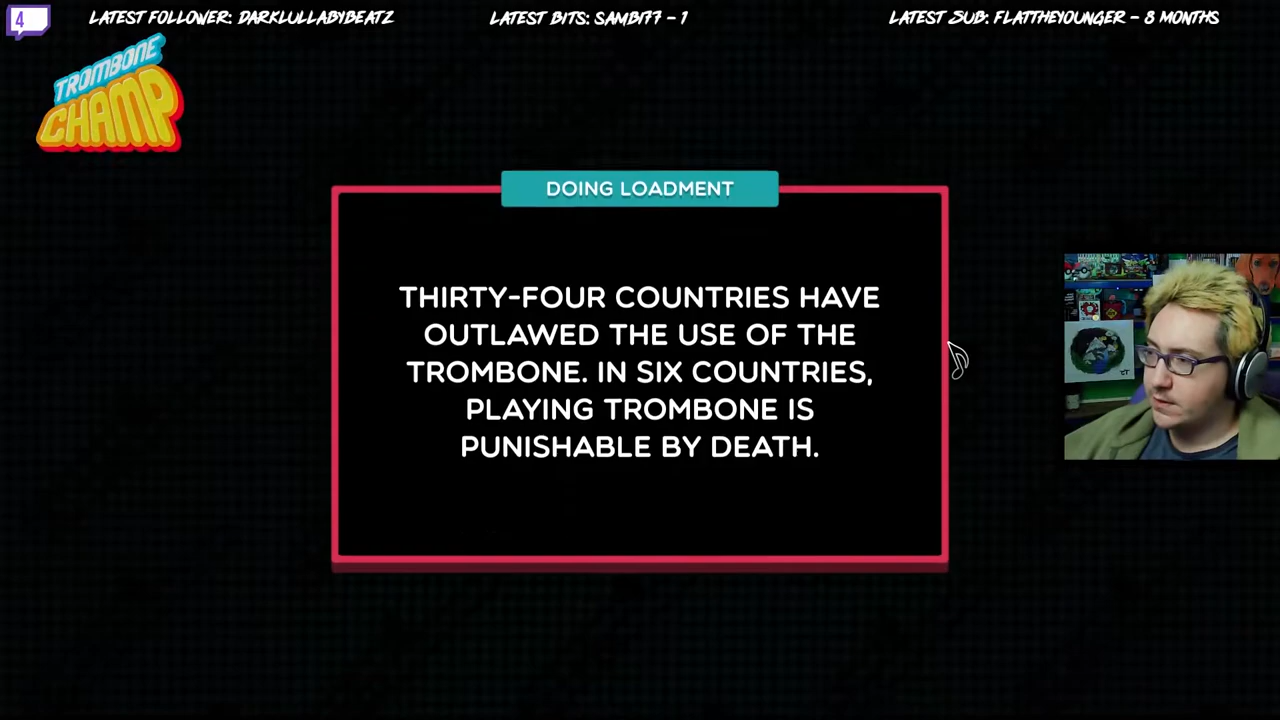 4
LATEST FOLLOWER: DARKLULLABYBEATZ
LATEST BITS: SAMBI77 - 1
LATEST SUB: FLATTHEYOUNGER - 8 MONTHS
TROMBONE
CHAMP
DOING LOADMENT
THIRTY-FOUR COUNTRIES HAVE
OUTLAWED THE USE OF THE
TROMBONE. IN SIX COUNTRIES,
PLAYING TROMBONE IS
PUNISHABLE BY DEATH.